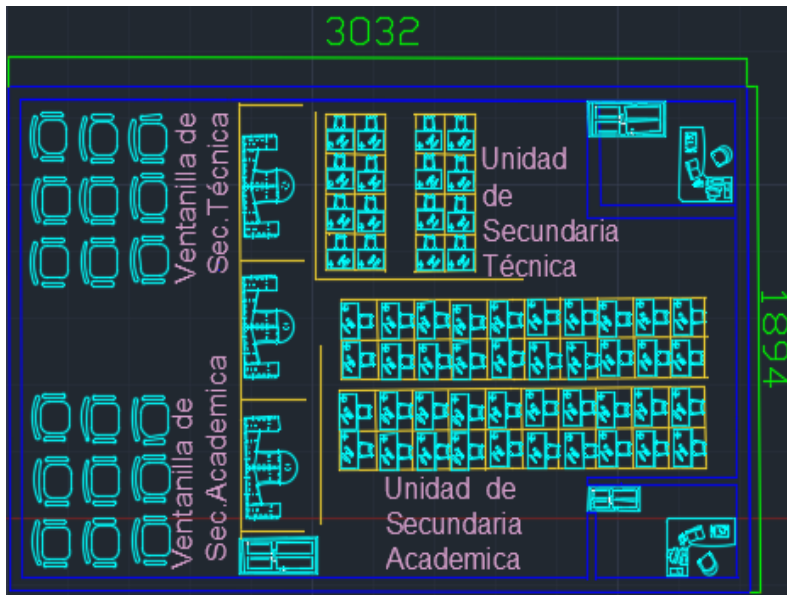 3032
Ventanilla de
Sec.Técnica
Unidad
de
Secundaria
Técnica
1894
Ventanilla de
Sec.Academica
Unidad de
Secundaria
Academica